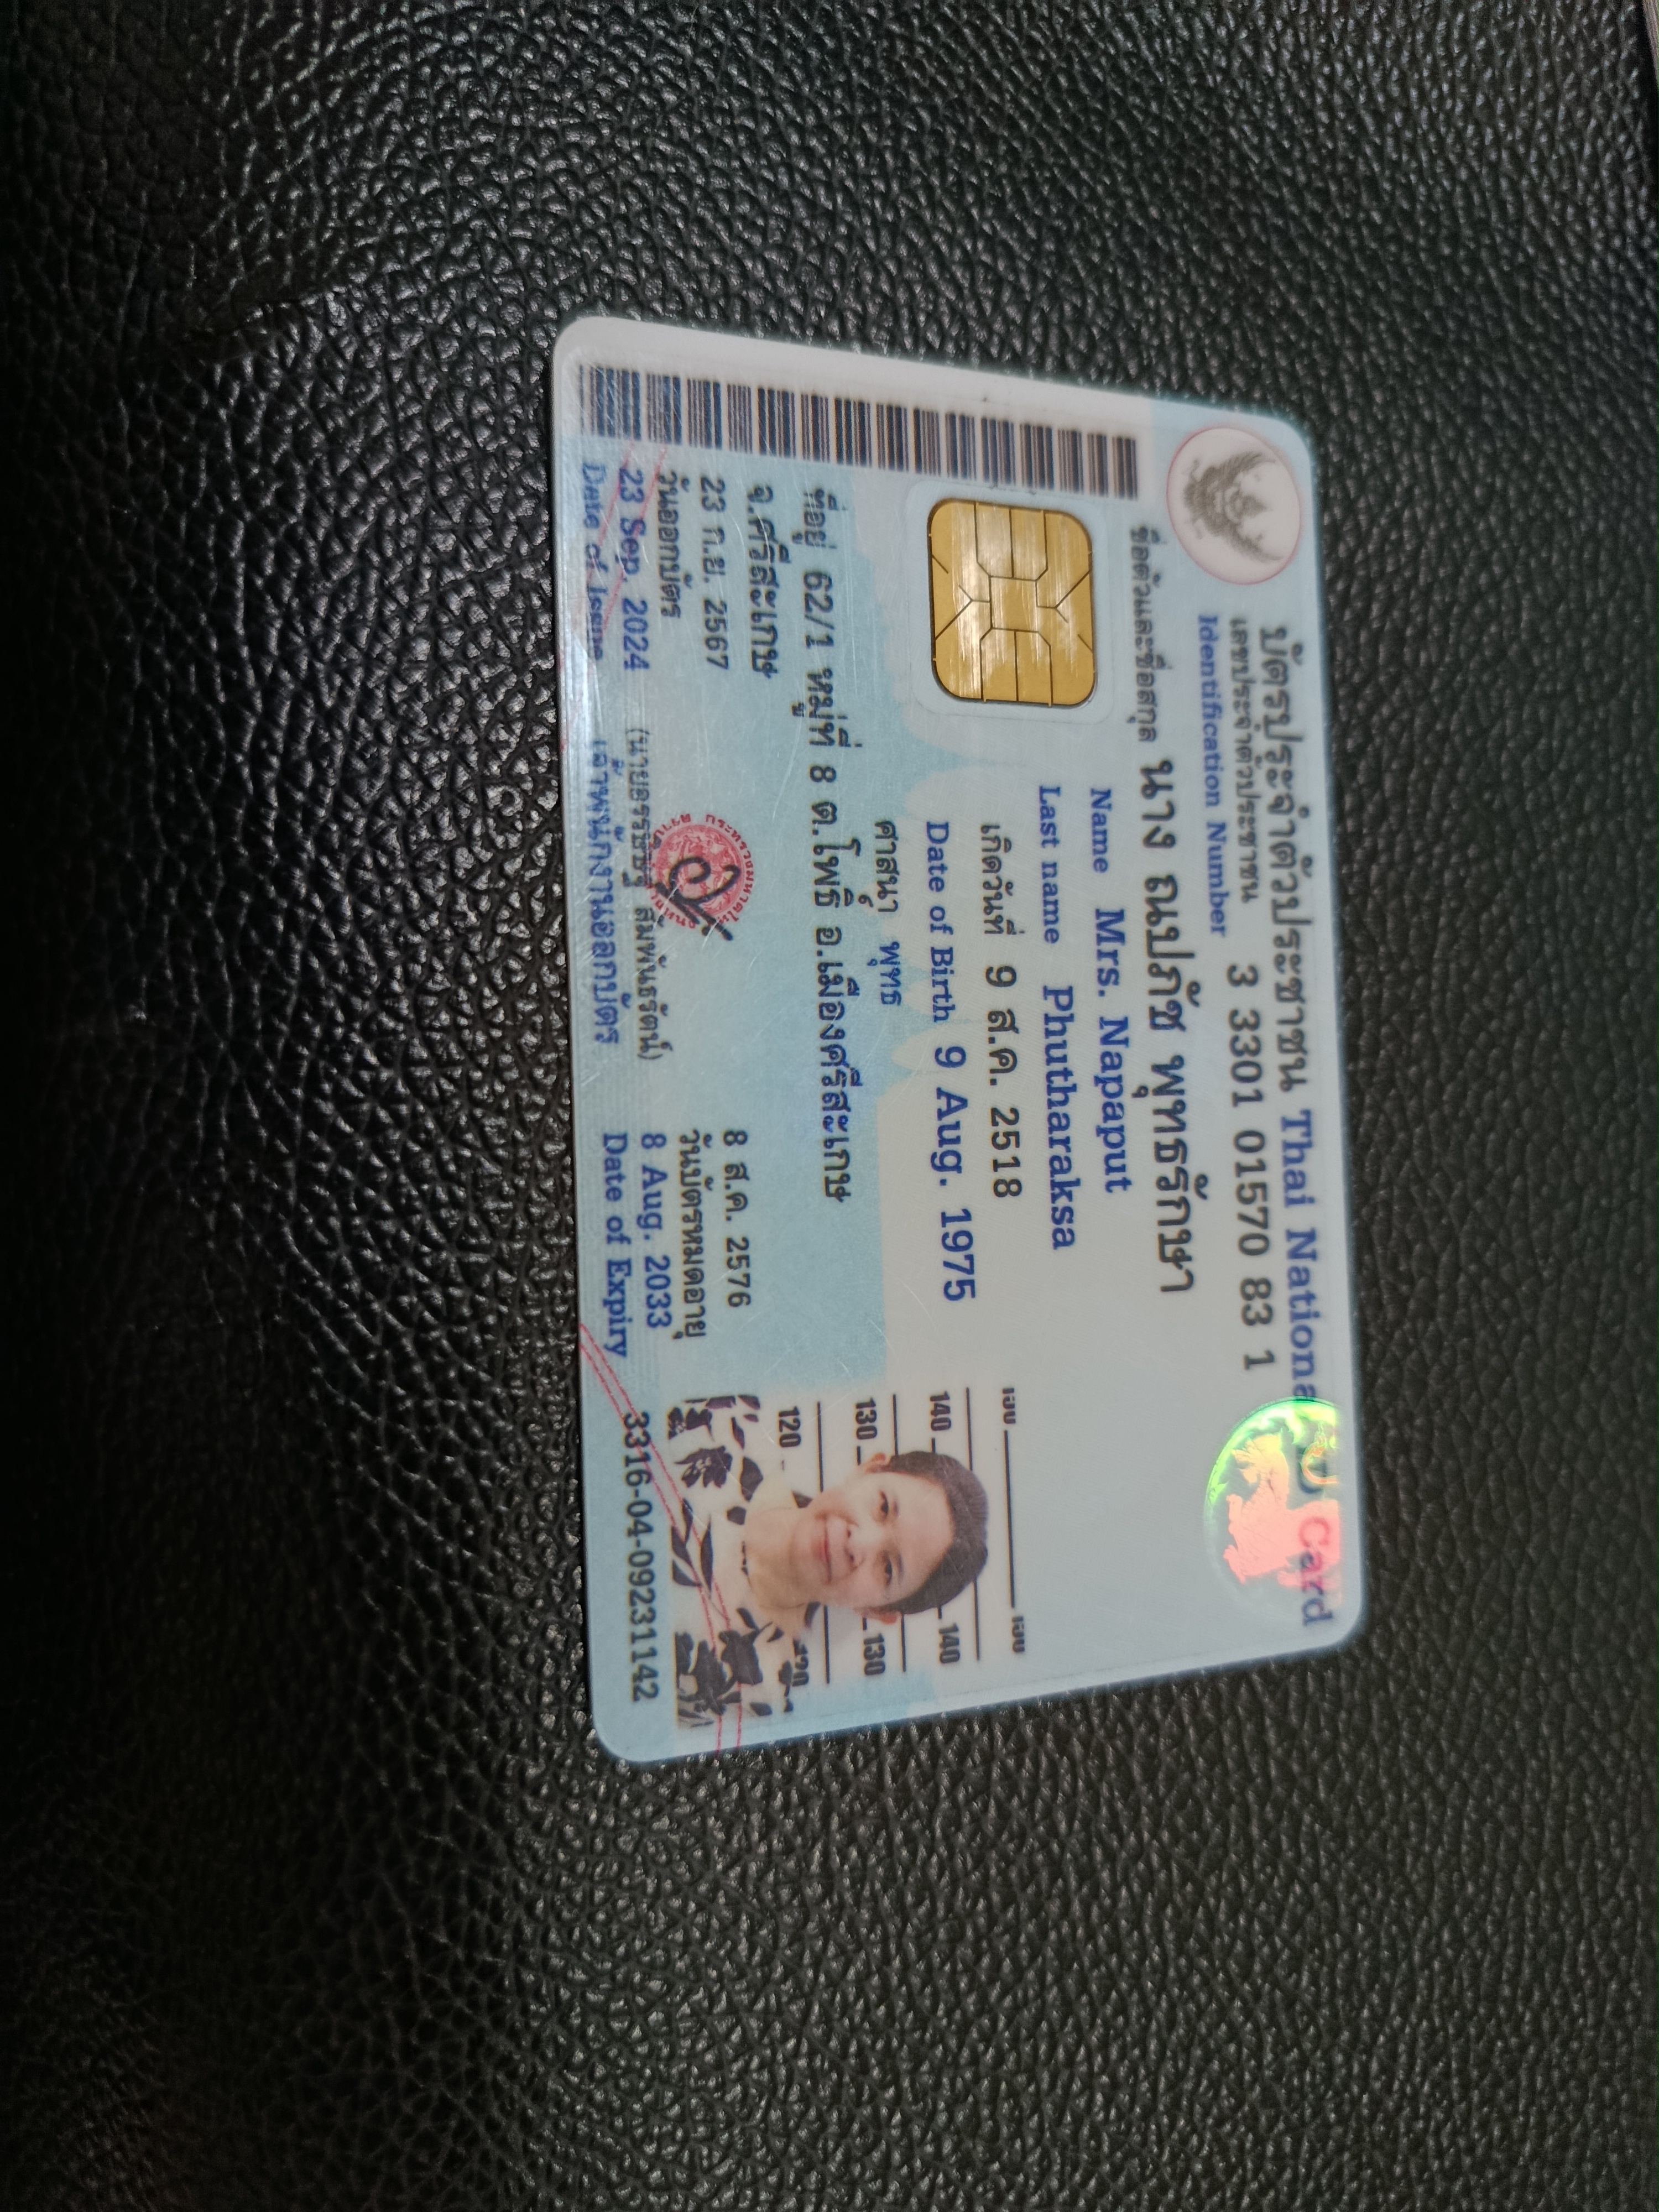 บัตรประจำตัวประชาชน Thai National ID Card
เลขประจำตัวประชาชน 3 3301 01570 83 1
Identification Number
ชื่อตัวและชื่อสกุล นาง ณปภัช พุทธรักษา
Name Mrs. Napaput
Last name Phutharaksa
เกิดวันที่ 9 ส.ค. 2518
Date of Birth 9 Aug. 1975
ศาสนา พุทธ
ที่อยู่ 62/1 หมู่ที่ 8 ต.โพธิ์ อ.เมืองศรีสะเกษ
จ.ศรีสะเกษ
23 ก.ย. 2567
วันออกบัตร
23 Sep. 2024
Date of Issue
สัมพันธรัตน์)
เจ้าพนักงานออกบัตร
8 ส.ค. 2576
วันบัตรหมดอายุ
8 Aug. 2033
Date of Expiry
150 150
140 140
130 130
120 120
3316-04-09231142